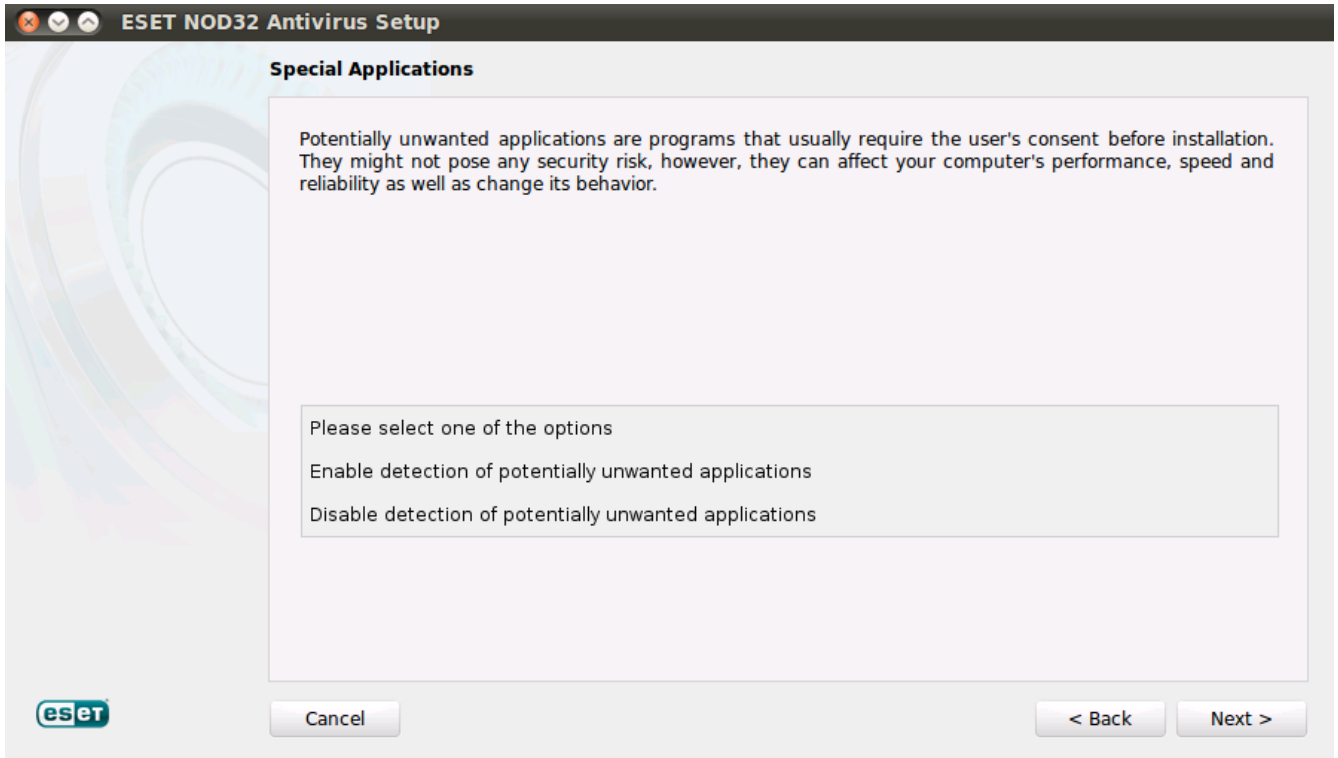 ESET NOD32 Antivirus Setup
Special Applications
Potentially unwanted applications are programs that usually require the user's consent before installation.
They might not pose any security risk, however, they can affect your computer's performance, speed and
reliability as well as change its behavior.
Please select one of the options
Enable detection of potentially unwanted applications
Disable detection of potentially unwanted applications
eseT
Cancel
< Back
Next >